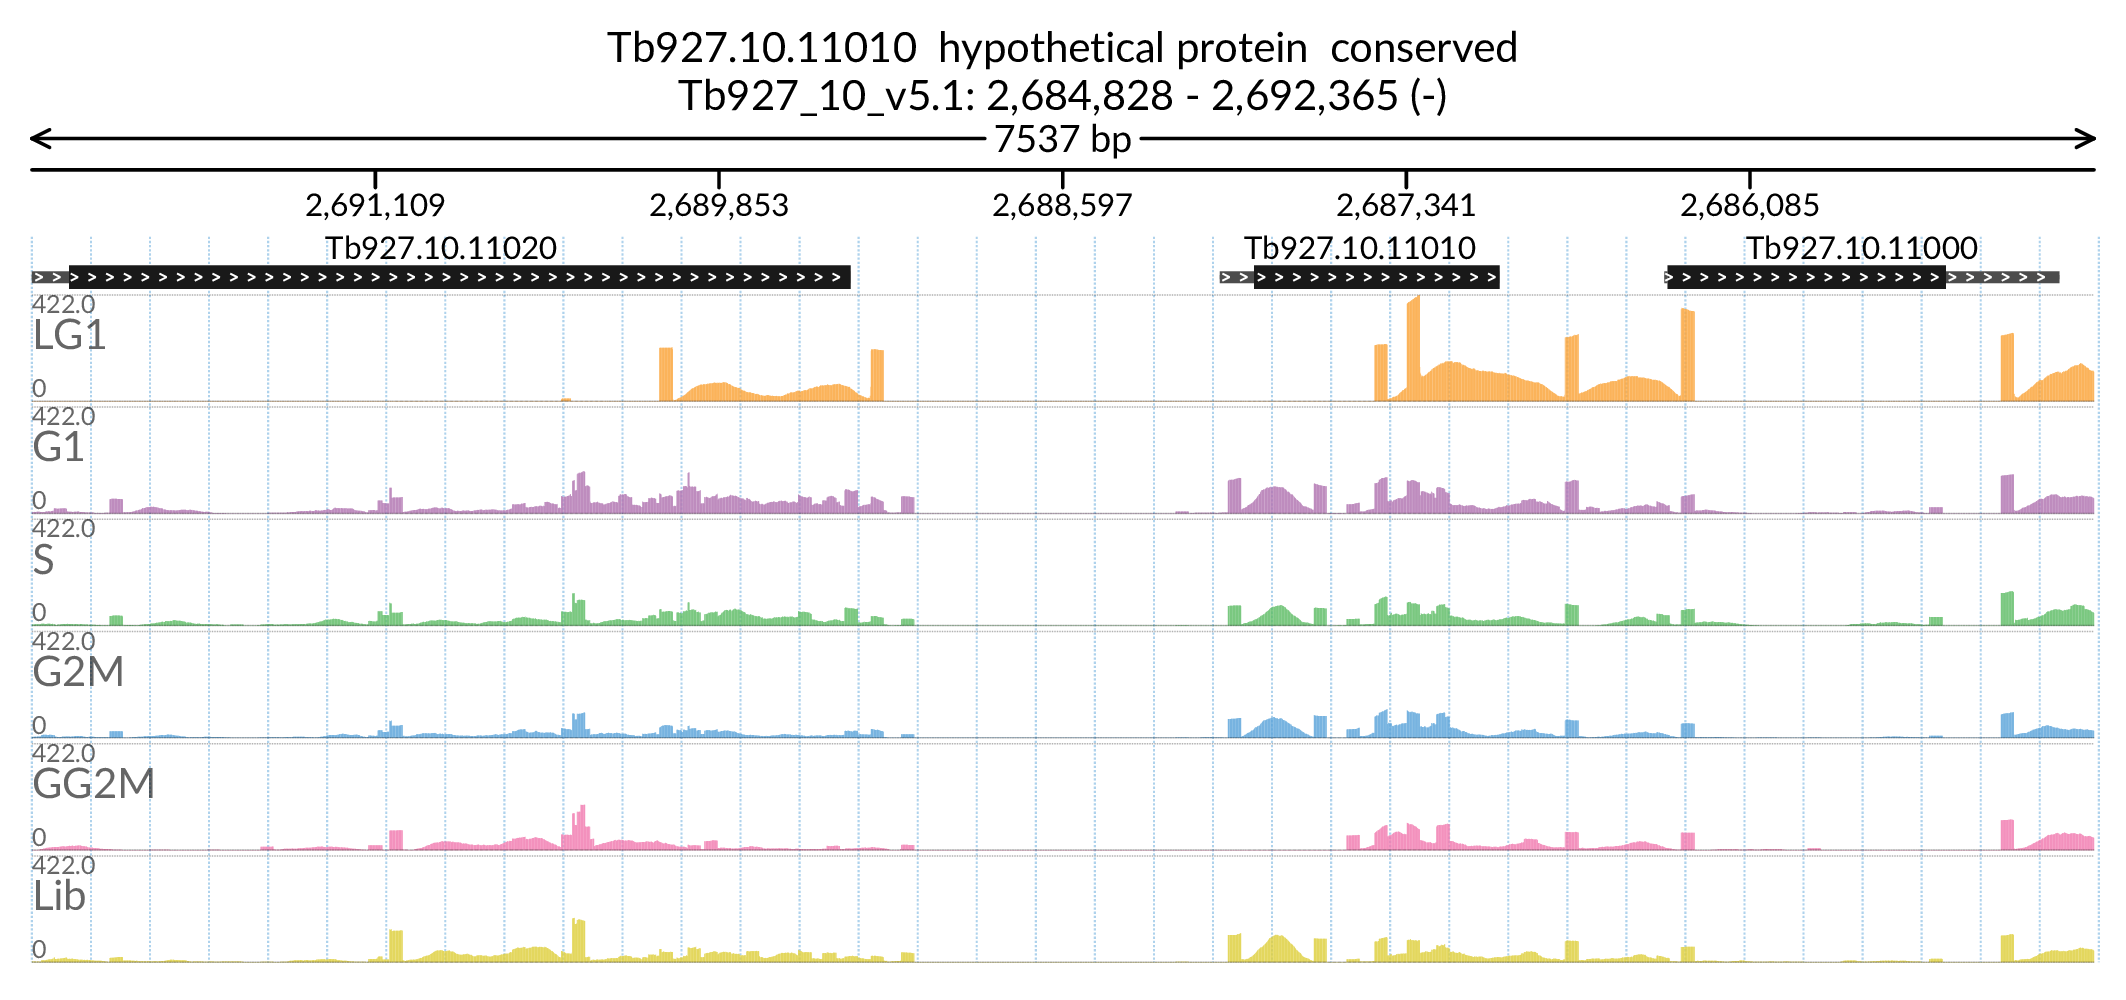 Tb927.10.11010  hypothetical protein  conserved
Tb927_10_v5.1: 2,684,828 - 2,692,365 (-)
7537 bp
2,691,109 2,689,853 2,688,597 2,687,341 2,686,085
Tb927.10.11020 Tb927.10.11010 Tb927.10.11000
422.0
LG1
0
422.0
G1
0
422.0
S
0
422.0
G2M
0
422.0
GG2M
0
422.0
Lib
0